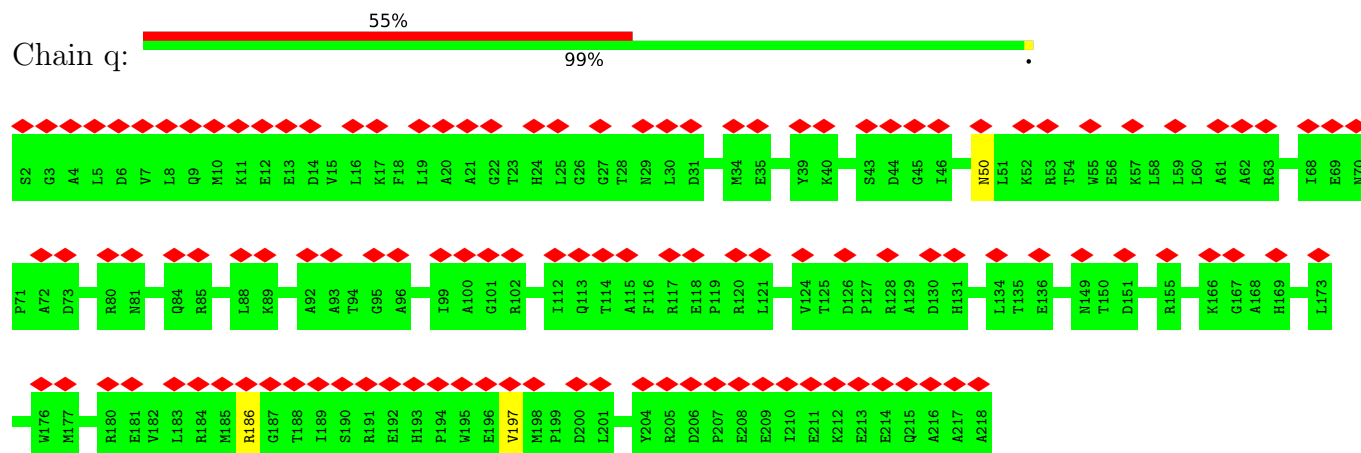 55%
Chain q:
99%
.
S2 G3 A4 L5 D6 V7 L8 Q9 M10 K11 E12 E13 D14 V15 L16 K17 F18 L19 A20 A21 G22 T23 H24 L25 G26 G27 T28 N29 L30 D31 M34 E35 Y39 K40 S43 D44 G45 I46 N50 L51 K52 R53 T54 W55 E56 K57 L58 L59 L60 A61 A62 R63 I68 E69 N70
P71 A72 D73 R80 N81 Q84 R85 L88 K89 A92 A93 T94 G95 A96 I99 A100 G101 R102 I112 Q113 T114 A115 F116 R117 E118 P119 R120 L121 V124 T125 D126 P127 R128 A129 D130 H131 L134 T135 E136 N149 T150 D151 R155 K166 G167 A168 H169 L173
W176 M177 R180 E181 V182 L183 R184 M185 R186 G187 T188 I189 S190 R191 E192 H193 P194 W195 E196 V197 M198 P199 D200 L201 Y204 R205 D206 P207 E208 E209 I210 E211 K212 E213 E214 Q215 A216 A217 A218